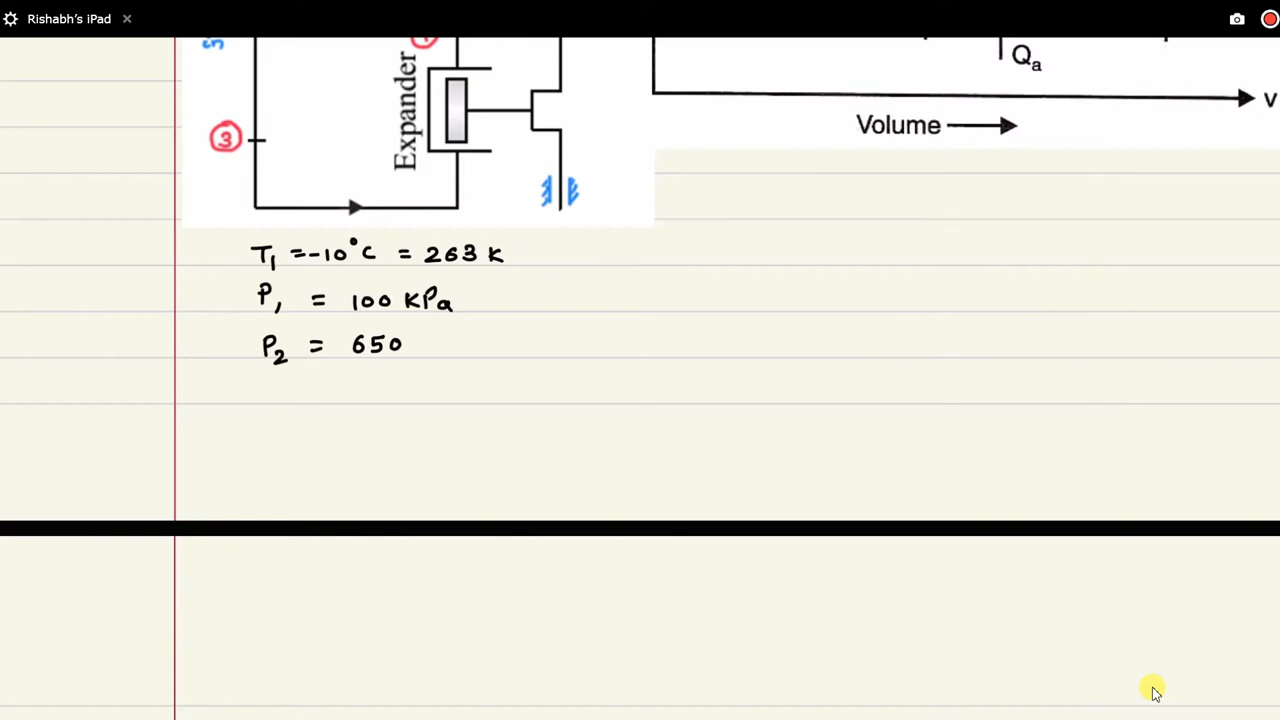 Rishabh's iPad
Expander
3
Qa
v
Volume
T1 = -10°C = 263 K
P1 = 100 KPa
P2 = 650